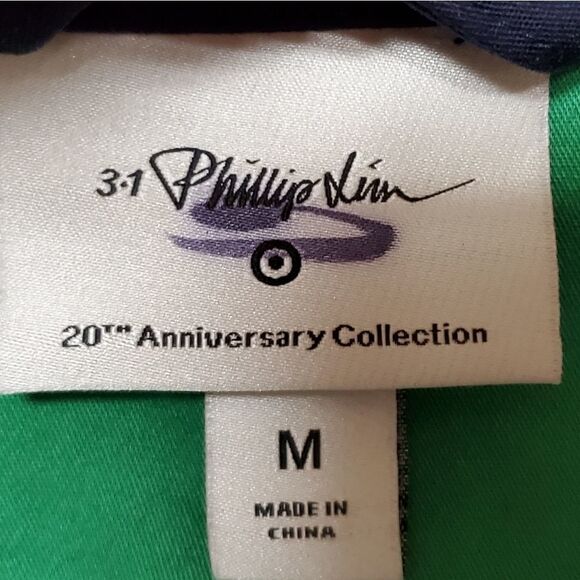 3.1 Phillip Lim
20TH Anniversary Collection
M
MADE IN
CHINA